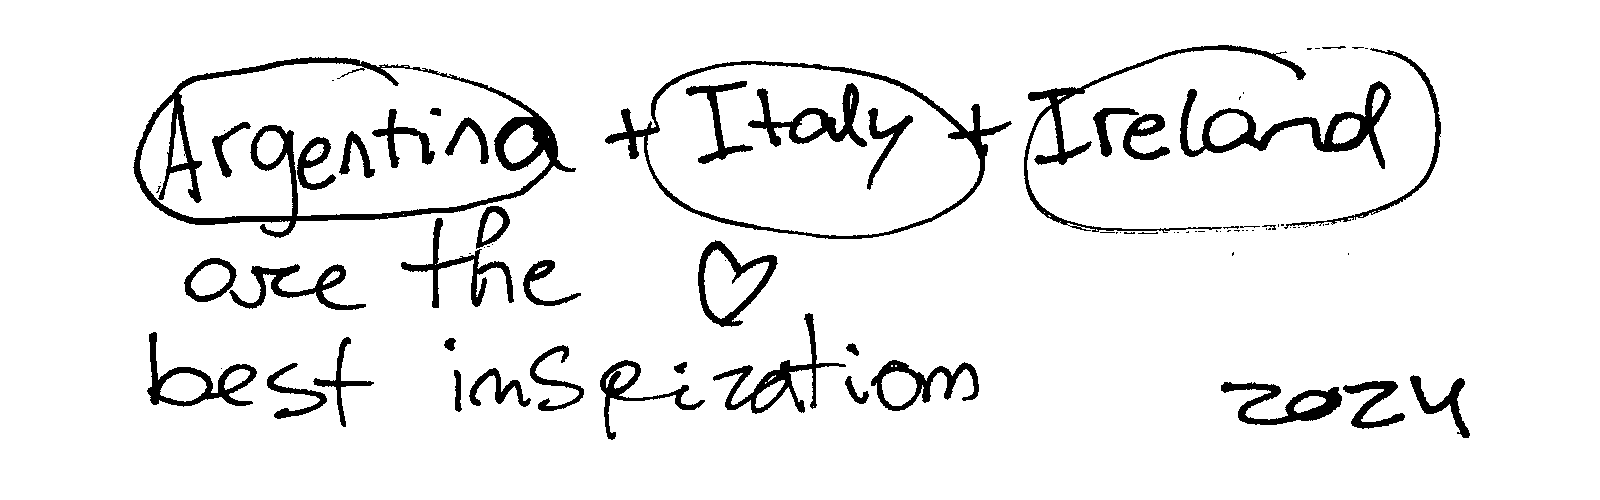 Argentina + Italy + Ireland
are the ♡
best inspiration 2024